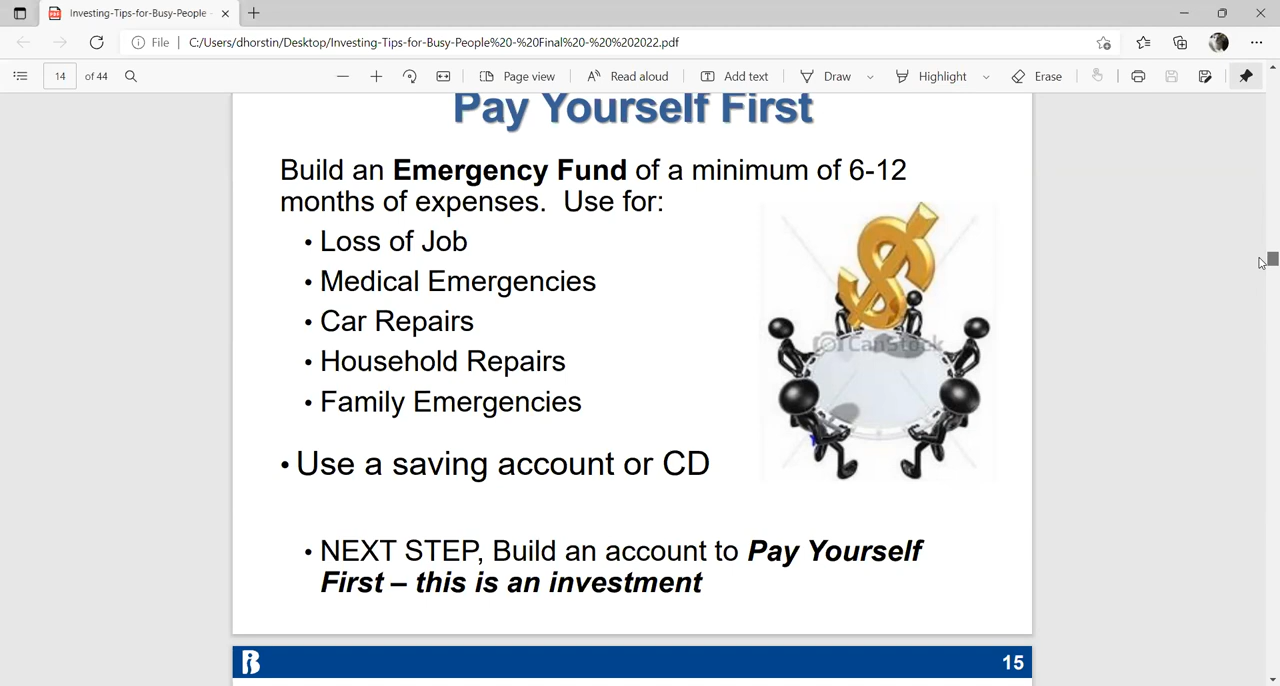 Investing-Tips-for-Busy-People -
File | C:/Users/dhorstin/Desktop/Investing-Tips-for-Busy-People%20-%20Final%20-%20%202022.pdf
14 of 44 Page view Read aloud Add text Draw Highlight Erase
Pay Yourself First
Build an Emergency Fund of a minimum of 6-12
months of expenses. Use for:
• Loss of Job
• Medical Emergencies
• Car Repairs
• Household Repairs
• Family Emergencies
CanStock
• Use a saving account or CD
• NEXT STEP, Build an account to Pay Yourself
First – this is an investment
15